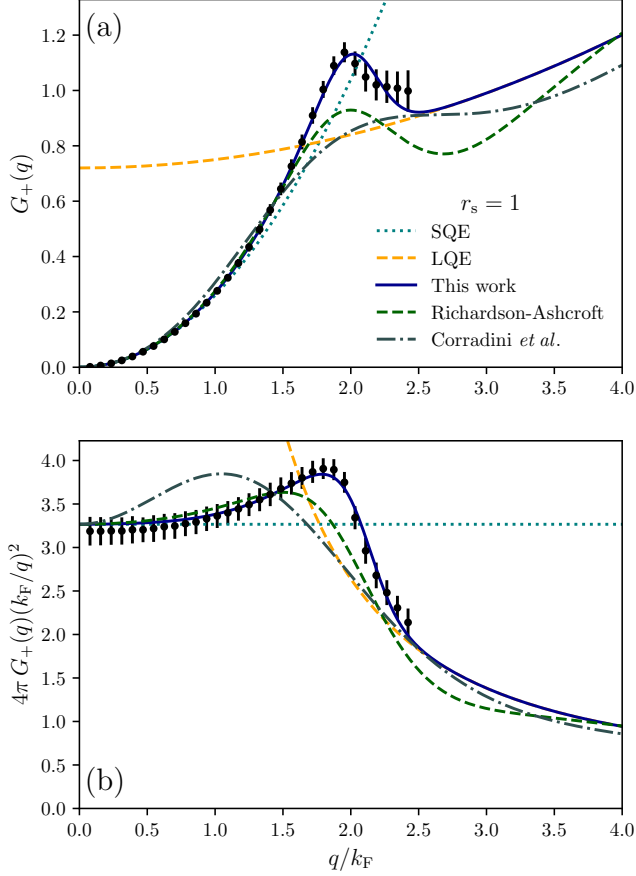 (a)
1.2
1.0
0.8
0.6
0.4
0.2
0.0
G₊(q)
rₛ = 1
SQE
LQE
This work
Richardson-Ashcroft
Corradini et al.
0.0 0.5 1.0 1.5 2.0 2.5 3.0 3.5 4.0
4.0
3.5
3.0
2.5
2.0
1.5
1.0
0.5
0.0
4π G₊(q)(k_F/q)²
(b)
0.0 0.5 1.0 1.5 2.0 2.5 3.0 3.5 4.0
q/k_F